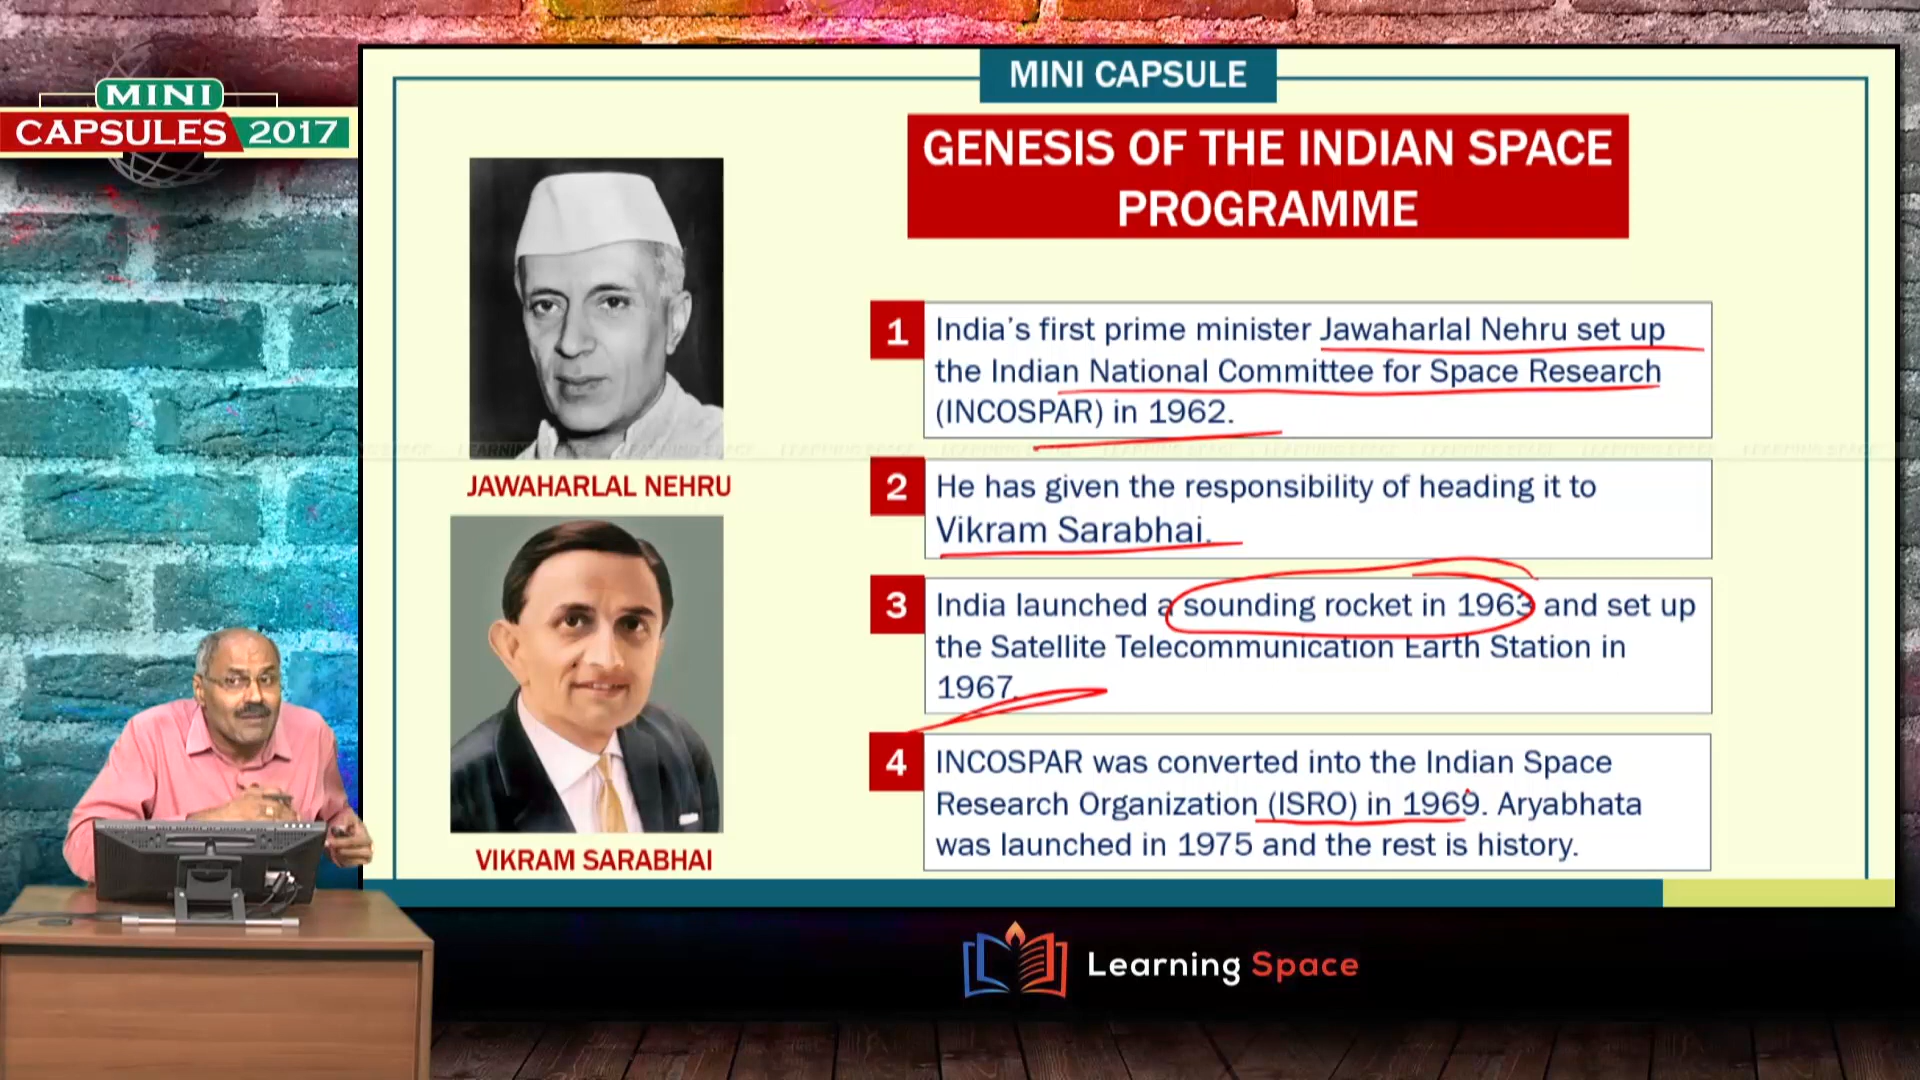 MINI
CAPSULES 2017
MINI CAPSULE
GENESIS OF THE INDIAN SPACE
PROGRAMME
JAWAHARLAL NEHRU
VIKRAM SARABHAI
1 India's first prime minister Jawaharlal Nehru set up
the Indian National Committee for Space Research
(INCOSPAR) in 1962.
2 He has given the responsibility of heading it to
Vikram Sarabhai.
3 India launched a sounding rocket in 1963 and set up
the Satellite Telecommunication Earth Station in
1967.
4 INCOSPAR was converted into the Indian Space
Research Organization (ISRO) in 1969. Aryabhata
was launched in 1975 and the rest is history.
LEARNING SPACE
Learning Space